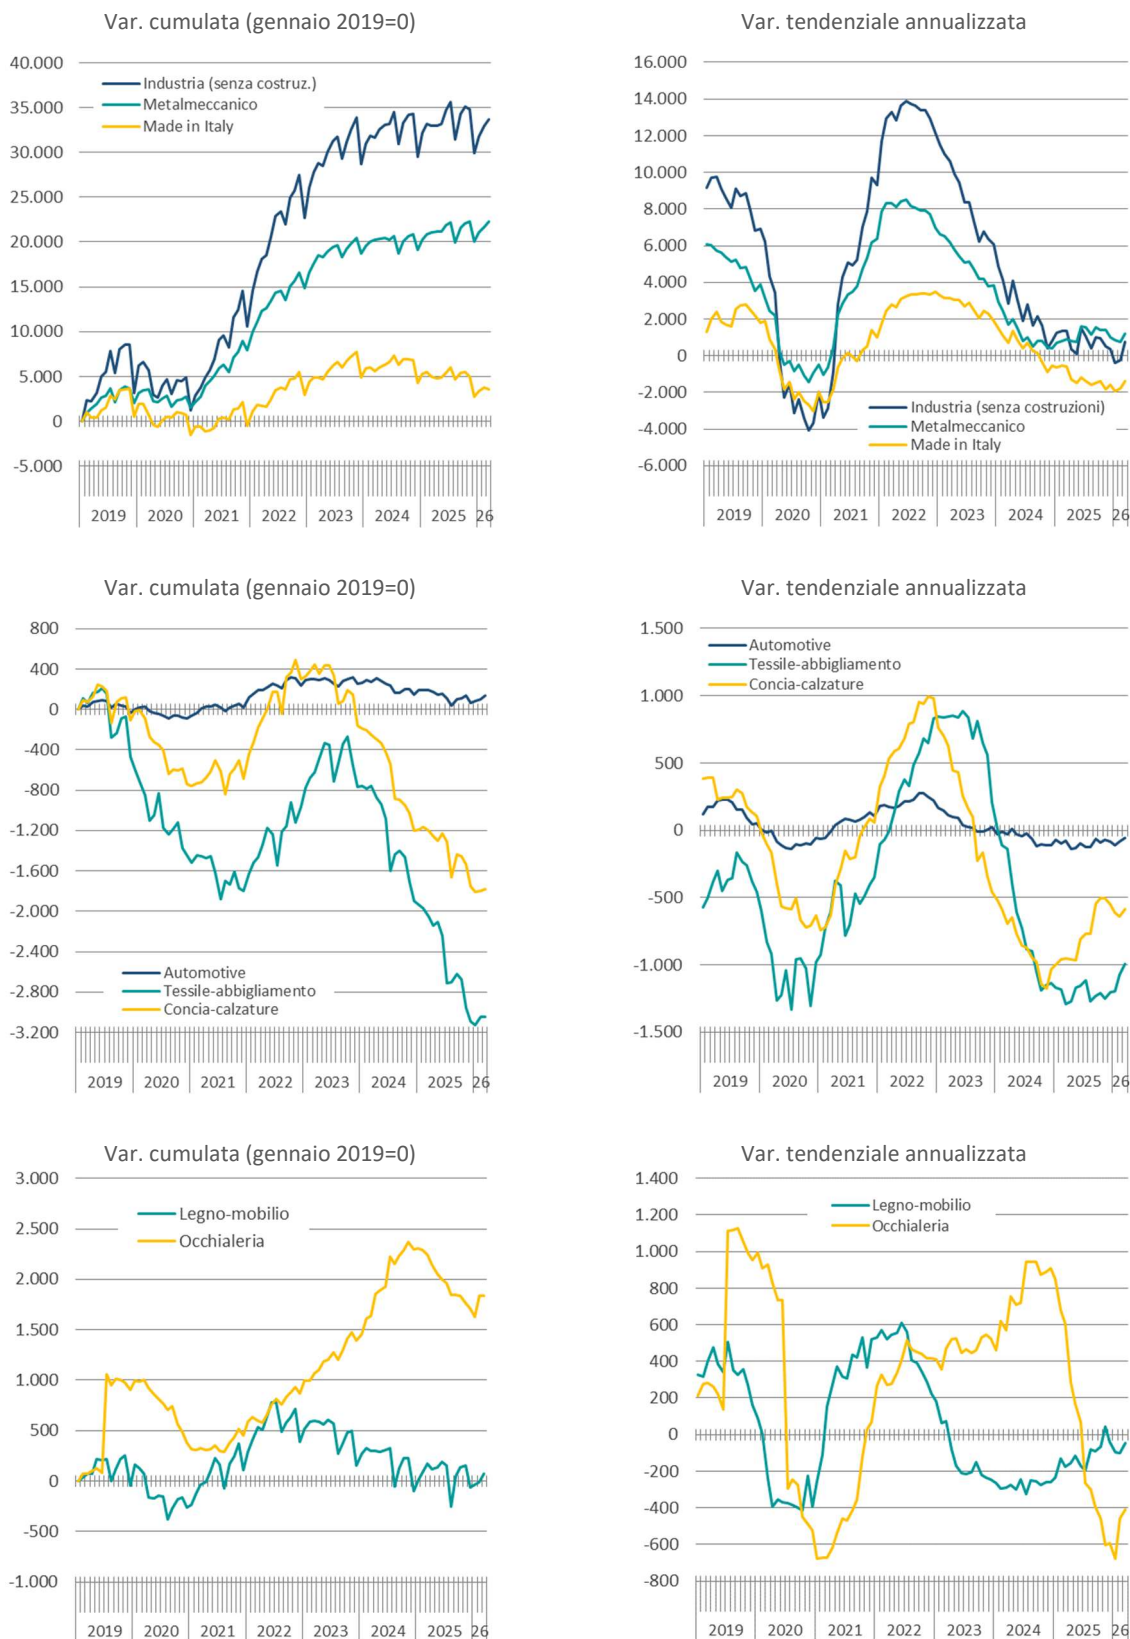 Var. cumulata (gennaio 2019=0)
40.000
35.000
30.000
25.000
20.000
15.000
10.000
5.000
0
-5.000
Industria (senza costruz.)
Metalmeccanico
Made in Italy
2019 2020 2021 2022 2023 2024 2025 26
Var. tendenziale annualizzata
16.000
14.000
12.000
10.000
8.000
6.000
4.000
2.000
0
-2.000
-4.000
-6.000
Industria (senza costruzioni)
Metalmeccanico
Made in Italy
2019 2020 2021 2022 2023 2024 2025 26
Var. cumulata (gennaio 2019=0)
800
400
0
-400
-800
-1.200
-1.600
-2.000
-2.400
-2.800
-3.200
Automotive
Tessile-abbigliamento
Concia-calzature
2019 2020 2021 2022 2023 2024 2025 26
Var. tendenziale annualizzata
1.500
1.000
500
0
-500
-1.000
-1.500
Automotive
Tessile-abbigliamento
Concia-calzature
2019 2020 2021 2022 2023 2024 2025 26
Var. cumulata (gennaio 2019=0)
3.000
2.500
2.000
1.500
1.000
500
0
-500
-1.000
Legno-mobilio
Occhialeria
2019 2020 2021 2022 2023 2024 2025 26
Var. tendenziale annualizzata
1.400
1.200
1.000
800
600
400
200
0
-200
-400
-600
-800
Legno-mobilio
Occhialeria
2019 2020 2021 2022 2023 2024 2025 26